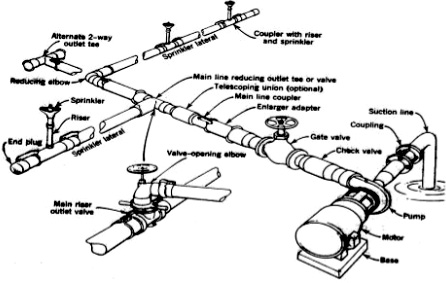 Alternate 2-way
outlet tee
Coupler with riser
and sprinkler
Sprinkler lateral
Reducing elbow
Main line reducing outlet tee or valve
Telescoping union (optional)
Main line coupler
Enlarger adapter
Suction line
Sprinkler
Riser
Coupling
Gate valve
End plug
Sprinkler lateral
Check valve
Valve-opening elbow
Main riser
outlet valve
Pump
Motor
Base